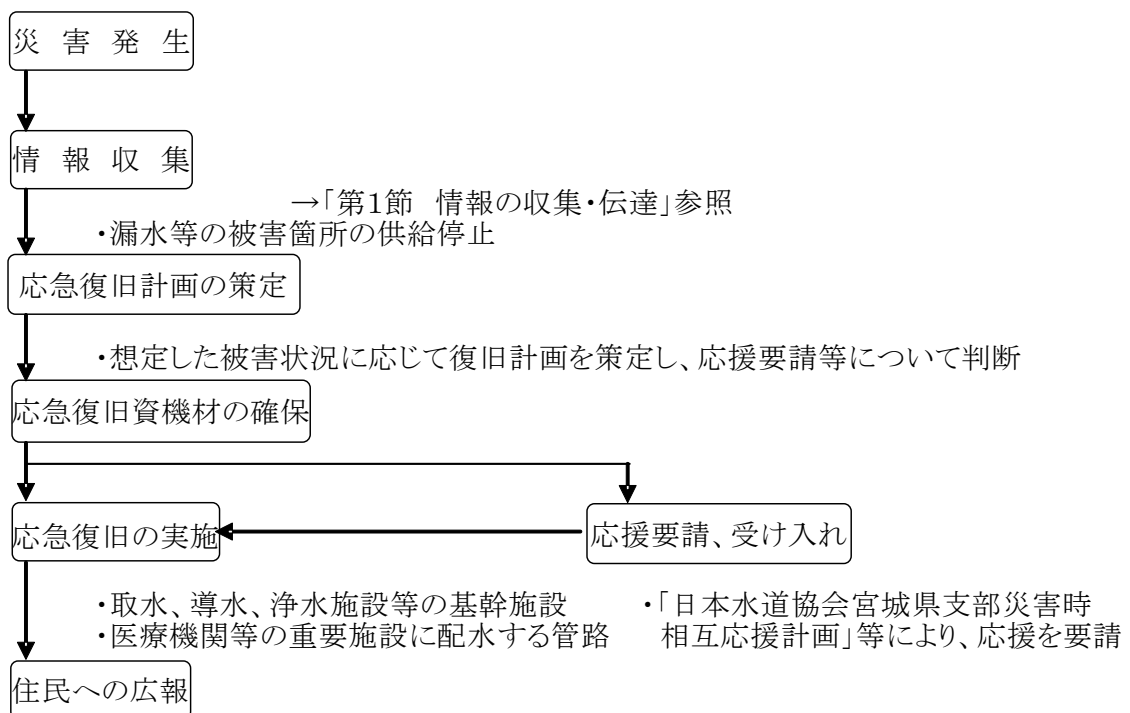 災 害 発 生
情 報 収 集
→「第1節 情報の収集・伝達」参照
・漏水等の被害箇所の供給停止
応急復旧計画の策定
・想定した被害状況に応じて復旧計画を策定し、応援要請等について判断
応急復旧資機材の確保
応急復旧の実施
応援要請、受け入れ
・取水、導水、浄水施設等の基幹施設
・医療機関等の重要施設に配水する管路
・「日本水道協会宮城県支部災害時
相互応援計画」等により、応援を要請
住民への広報